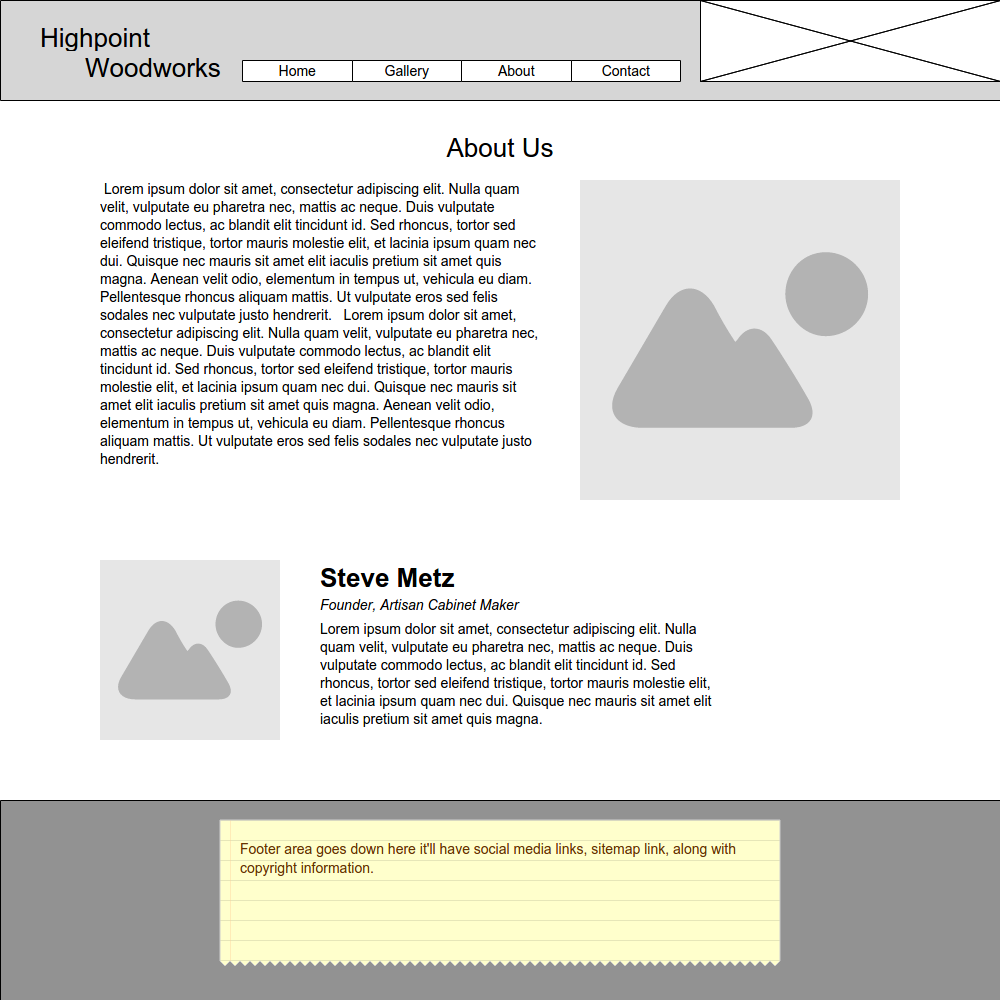 Highpoint
Woodworks
Home Gallery About Contact
About Us
Lorem ipsum dolor sit amet, consectetur adipiscing elit. Nulla quam
velit, vulputate eu pharetra nec, mattis ac neque. Duis vulputate
commodo lectus, ac blandit elit tincidunt id. Sed rhoncus, tortor sed
eleifend tristique, tortor mauris molestie elit, et lacinia ipsum quam nec
dui. Quisque nec mauris sit amet elit iaculis pretium sit amet quis
magna. Aenean velit odio, elementum in tempus ut, vehicula eu diam.
Pellentesque rhoncus aliquam mattis. Ut vulputate eros sed felis
sodales nec vulputate justo hendrerit.   Lorem ipsum dolor sit amet,
consectetur adipiscing elit. Nulla quam velit, vulputate eu pharetra nec,
mattis ac neque. Duis vulputate commodo lectus, ac blandit elit
tincidunt id. Sed rhoncus, tortor sed eleifend tristique, tortor mauris
molestie elit, et lacinia ipsum quam nec dui. Quisque nec mauris sit
amet elit iaculis pretium sit amet quis magna. Aenean velit odio,
elementum in tempus ut, vehicula eu diam. Pellentesque rhoncus
aliquam mattis. Ut vulputate eros sed felis sodales nec vulputate justo
hendrerit.
Steve Metz
Founder, Artisan Cabinet Maker
Lorem ipsum dolor sit amet, consectetur adipiscing elit. Nulla
quam velit, vulputate eu pharetra nec, mattis ac neque. Duis
vulputate commodo lectus, ac blandit elit tincidunt id. Sed
rhoncus, tortor sed eleifend tristique, tortor mauris molestie elit,
et lacinia ipsum quam nec dui. Quisque nec mauris sit amet elit
iaculis pretium sit amet quis magna.
Footer area goes down here it'll have social media links, sitemap link, along with
copyright information.